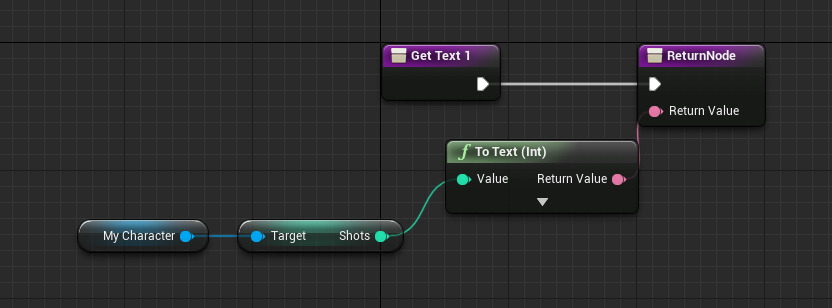 Get Text 1
ReturnNode
Return Value
f To Text (Int)
Value Return Value
My Character
Target Shots